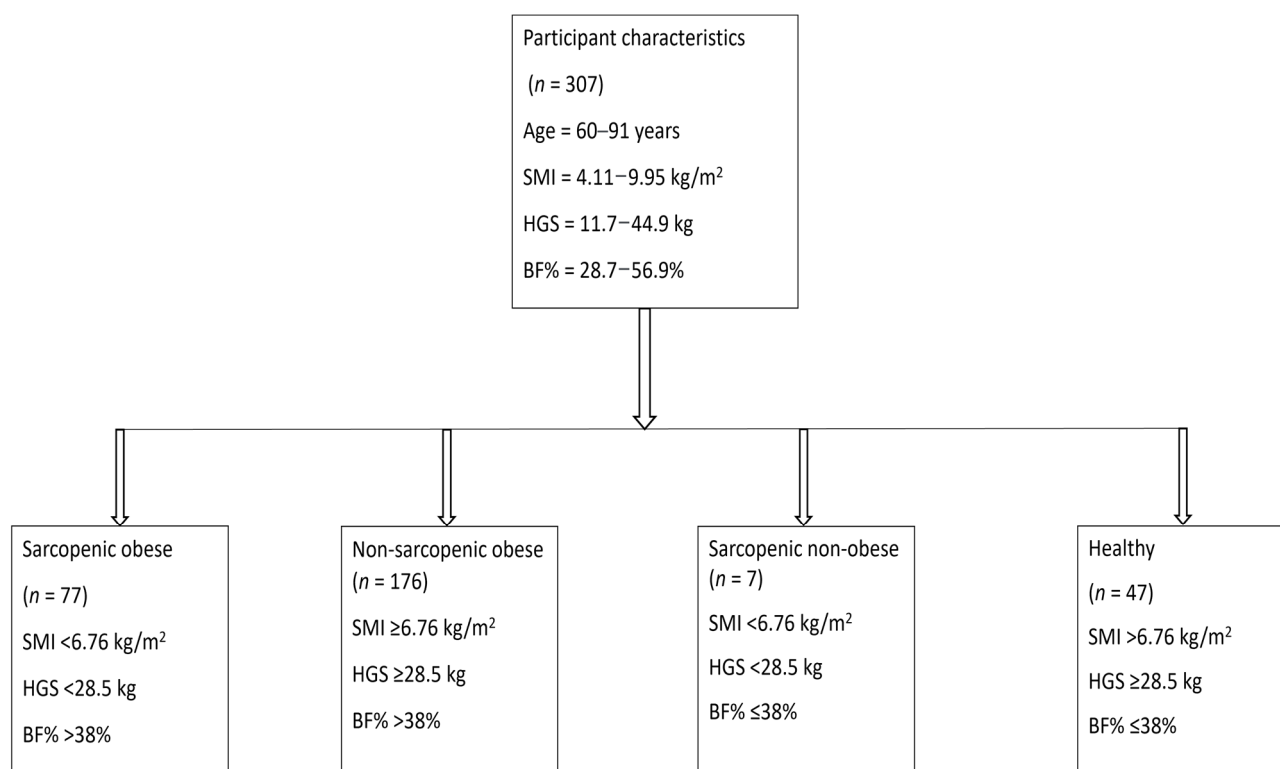 Participant characteristics
(n = 307)
Age = 60–91 years
SMI = 4.11–9.95 kg/m²
HGS = 11.7–44.9 kg
BF% = 28.7–56.9%
Sarcopenic obese
(n = 77)
SMI <6.76 kg/m²
HGS <28.5 kg
BF% >38%
Non-sarcopenic obese
(n = 176)
SMI ≥6.76 kg/m²
HGS ≥28.5 kg
BF% >38%
Sarcopenic non-obese
(n = 7)
SMI <6.76 kg/m²
HGS <28.5 kg
BF% ≤38%
Healthy
(n = 47)
SMI >6.76 kg/m²
HGS ≥28.5 kg
BF% ≤38%